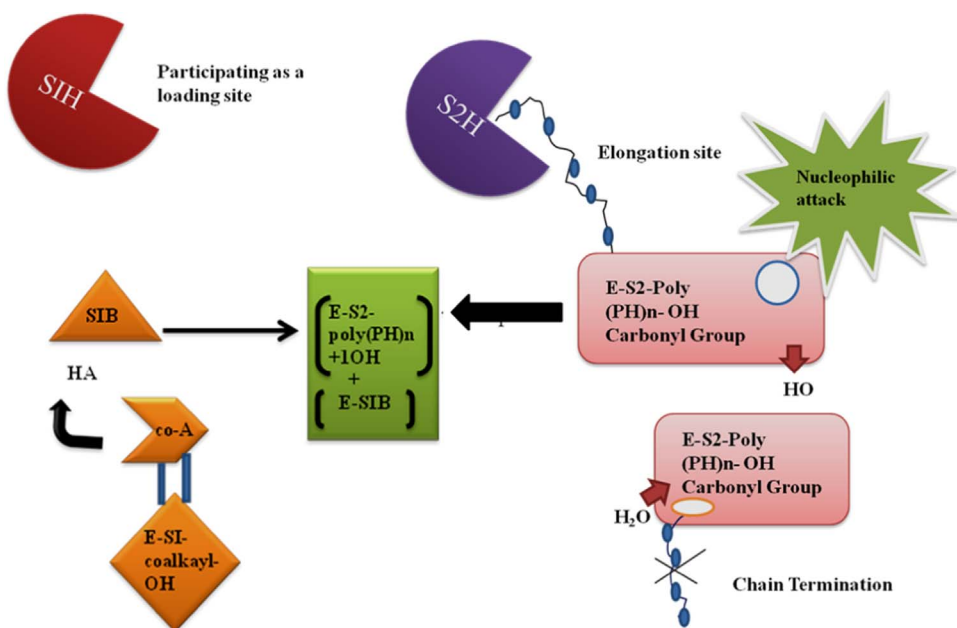 SIH
Participating as a
loading site
S2H
Elongation site
Nucleophilic
attack
E-S2-Poly
(PH)n- OH
Carbonyl Group
HO
SIB
HA
co-A
E-SI-
coalkayl-
OH
E-S2-
poly(PH)n
+1OH
+
E-SIB
E-S2-Poly
(PH)n- OH
Carbonyl Group
H₂O
Chain Termination